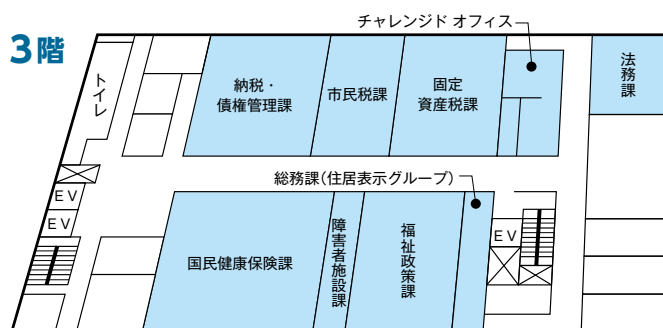 3階
チャレンジド オフィス
トイレ
納税・
債権管理課
市民税課
固定
資産税課
法務課
総務課(住居表示グループ)
EV
EV
国民健康保険課
障害者施設課
福祉政策課
EV